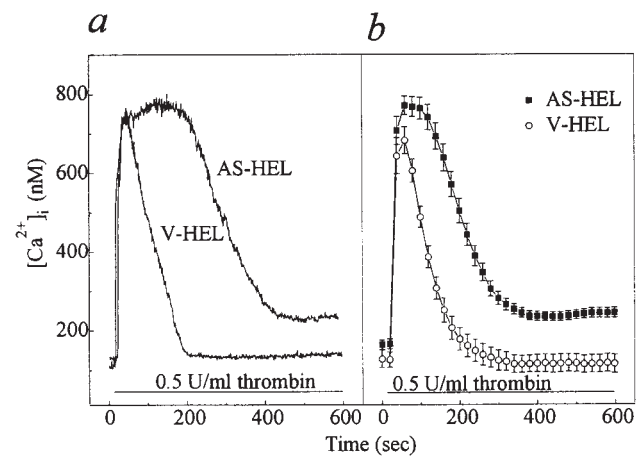 a
b
800
600
400
200
[Ca2+]i (nM)
AS-HEL
V-HEL
AS-HEL
V-HEL
0.5 U/ml thrombin
0.5 U/ml thrombin
0 200 400 600
0 200 400 600
Time (sec)